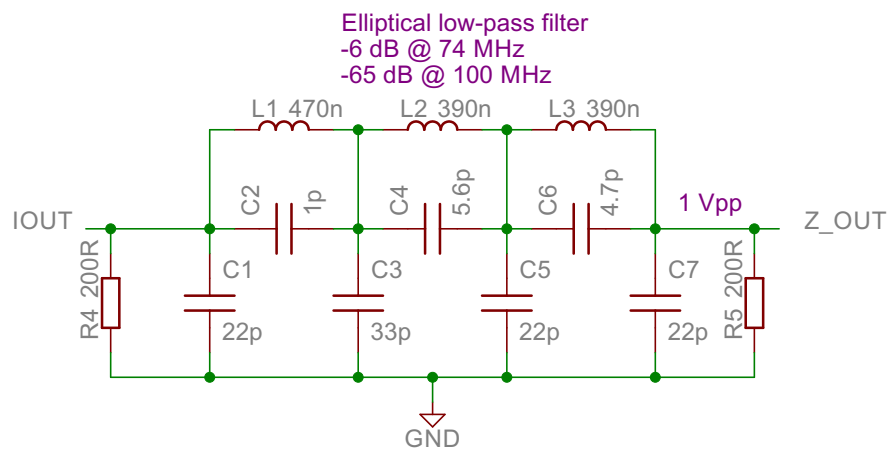 Elliptical low-pass filter
-6 dB @ 74 MHz
-65 dB @ 100 MHz
L1 470n
L2 390n
L3 390n
C2
1p
C4
5.6p
C6
4.7p
IOUT
1 Vpp
Z_OUT
R4 200R
C1
22p
C3
33p
C5
22p
C7
22p
R5 200R
GND